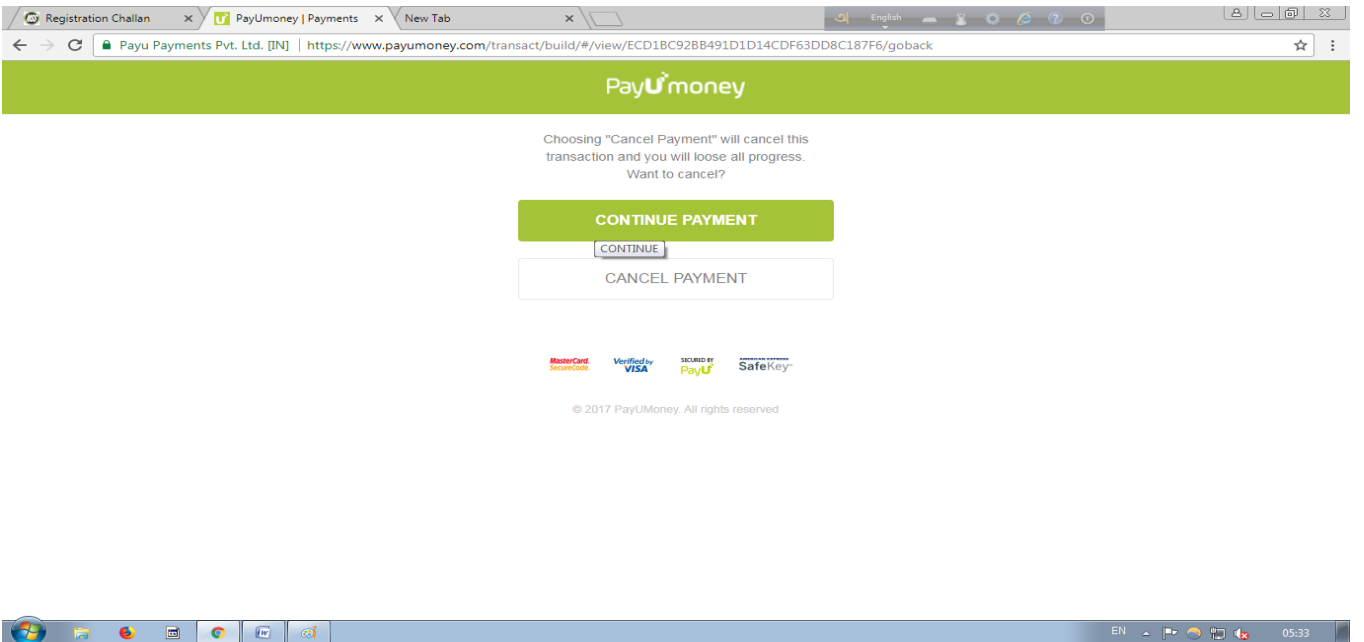 Registration Challan
PayUmoney | Payments
New Tab
English
Payu Payments Pvt. Ltd. [IN] https://www.payumoney.com/transact/build/#/view/ECD1BC92BB491D1D14CDF63DD8C187F6/goback
PayUmoney
Choosing "Cancel Payment" will cancel this
transaction and you will loose all progress.
Want to cancel?
CONTINUE PAYMENT
CONTINUE
CANCEL PAYMENT
MasterCard.
SecureCode.
Verified by
VISA
SECURED BY
PayU
AMERICAN EXPRESS
SafeKey
© 2017 PayUMoney. All rights reserved
EN
05:33